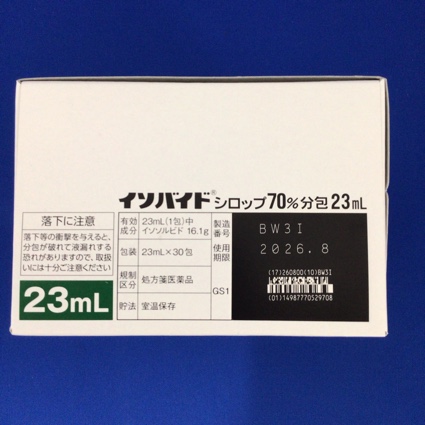 イソバイド® シロップ70%分包23mL
落下に注意
落下等の衝撃を与えると、
分包が破れて液漏れする
恐れがありますので、取扱
いには十分ご注意ください
23mL
有効成分 23mL(1包)中 イソソルビド 16.1g
包装 23mL×30包
規制区分 処方箋医薬品
貯法 室温保存
製造番号 BW3I
使用期限 2026.8
GS1
(17)260800(10)BW3I
(01)14987770529708